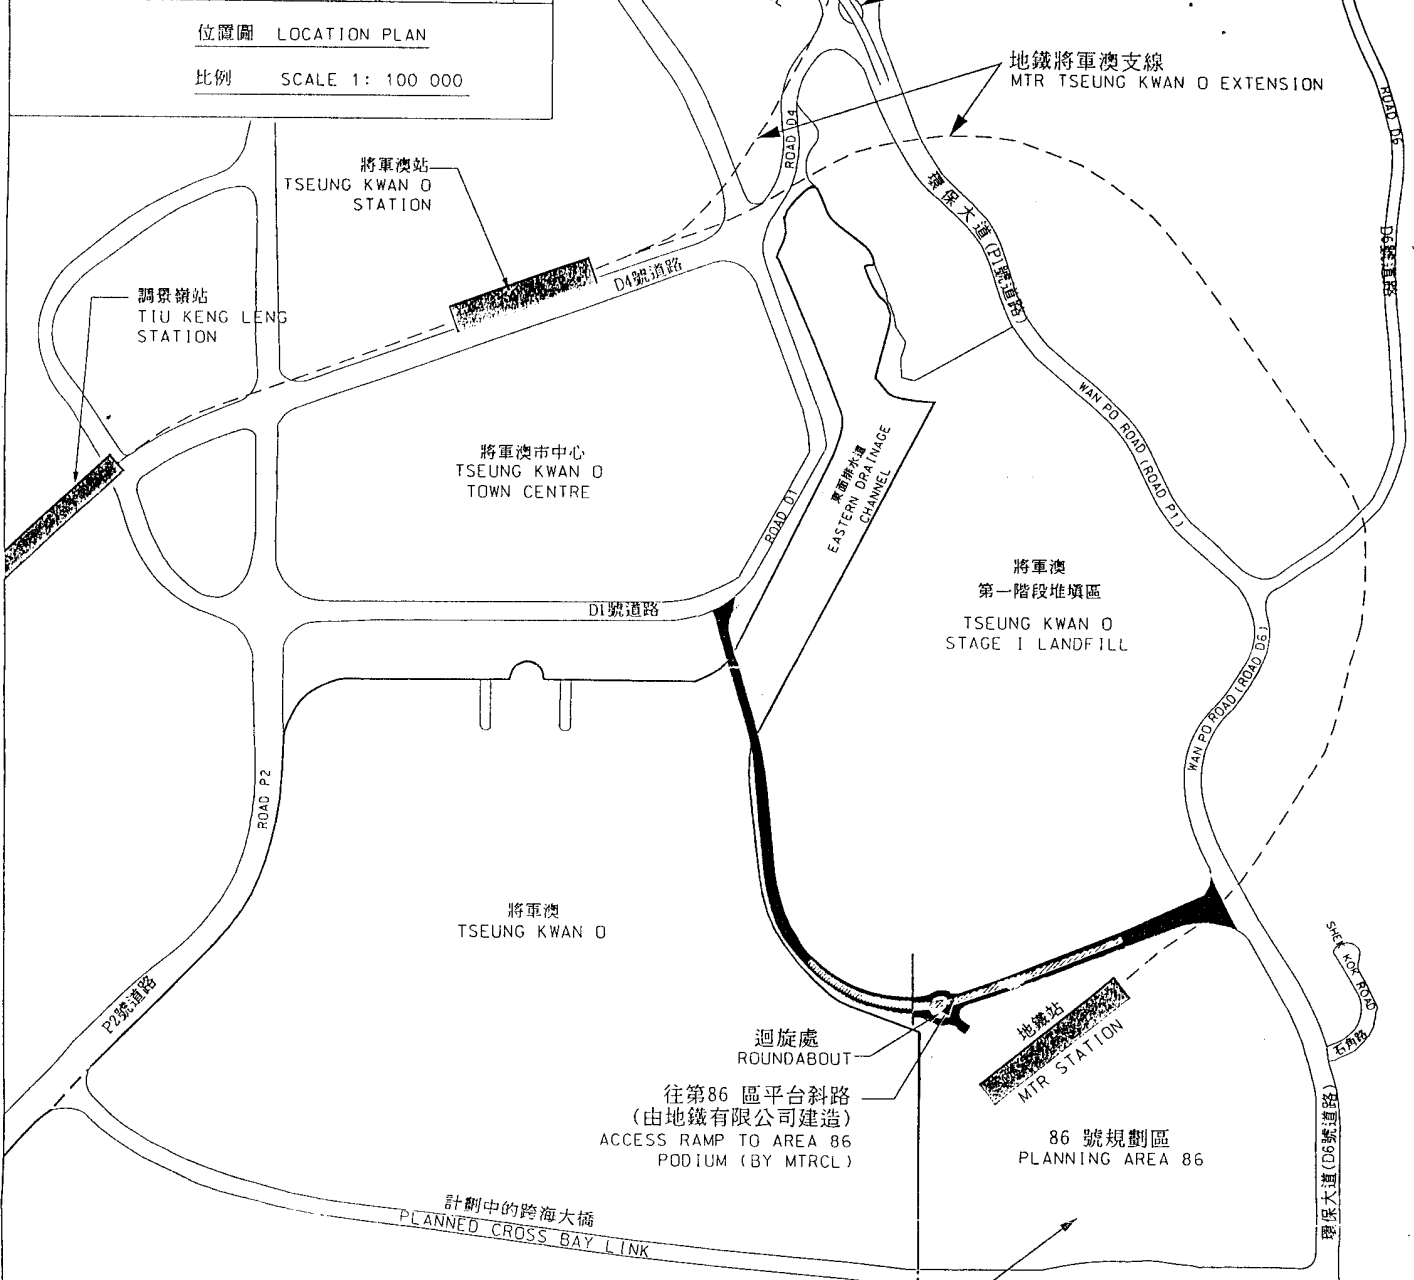 位置圖 LOCATION PLAN
比例 SCALE 1: 100 000
地鐵將軍澳支線
MTR TSEUNG KWAN O EXTENSION
ROAD D6
ROAD D4
將軍澳站
TSEUNG KWAN O
STATION
環保大道 (P1號道路)
D6號道路
D4號道路
調景嶺站
TIU KENG LENG
STATION
WAN PO ROAD (ROAD P1)
將軍澳市中心
TSEUNG KWAN O
TOWN CENTRE
東面排水道
EASTERN DRAINAGE
CHANNEL
ROAD D1
將軍澳
第一階段堆填區
TSEUNG KWAN O
STAGE I LANDFILL
D1號道路
WAN PO ROAD (ROAD D6)
ROAD P2
將軍澳
TSEUNG KWAN O
SHEK KOK ROAD
石角路
P2號道路
地鐵站
MTR STATION
迴旋處
ROUNDABOUT
往第86 區平台斜路
(由地鐵有限公司建造)
ACCESS RAMP TO AREA 86
PODIUM (BY MTRCL)
86 號規劃區
PLANNING AREA 86
環保大道(D6號道路)
計劃中的跨海大橋
PLANNED CROSS BAY LINK